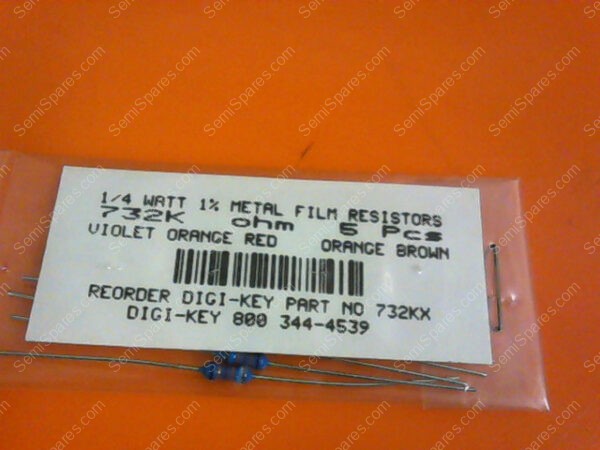 1/4 WATT 1% METAL FILM RESISTORS
732K ohm 5 Pcs
VIOLET ORANGE RED ORANGE BROWN
REORDER DIGI-KEY PART NO 732KX
DIGI-KEY 800 344-4539
SemiSpares.com